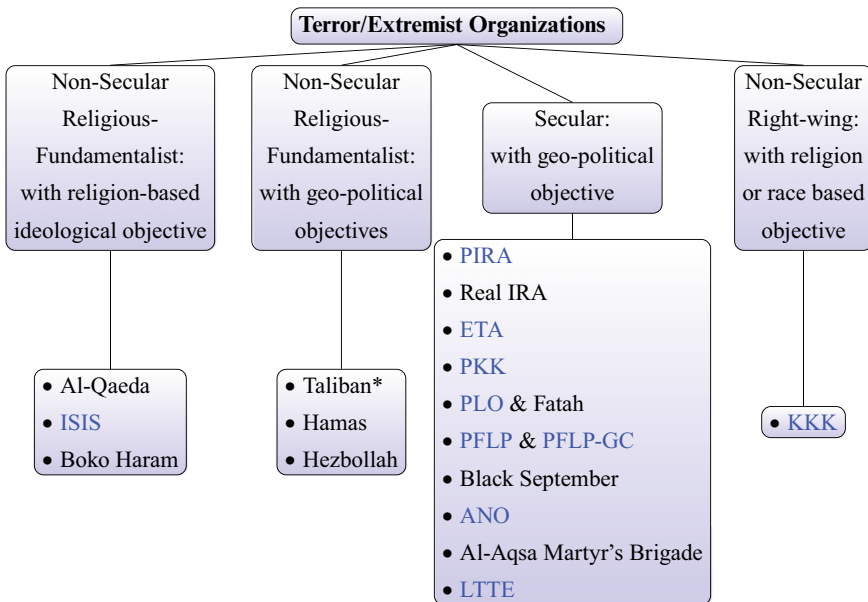 Terror/Extremist Organizations
Non-Secular
Religious-
Fundamentalist:
with religion-based
ideological objective
Non-Secular
Religious-
Fundamentalist:
with geo-political
objectives
Secular:
with geo-political
objective
Non-Secular
Right-wing:
with religion
or race based
objective
• Al-Qaeda
• ISIS
• Boko Haram
• Taliban*
• Hamas
• Hezbollah
• PIRA
• Real IRA
• ETA
• PKK
• PLO & Fatah
• PFLP & PFLP-GC
• Black September
• ANO
• Al-Aqsa Martyr's Brigade
• LTTE
• KKK